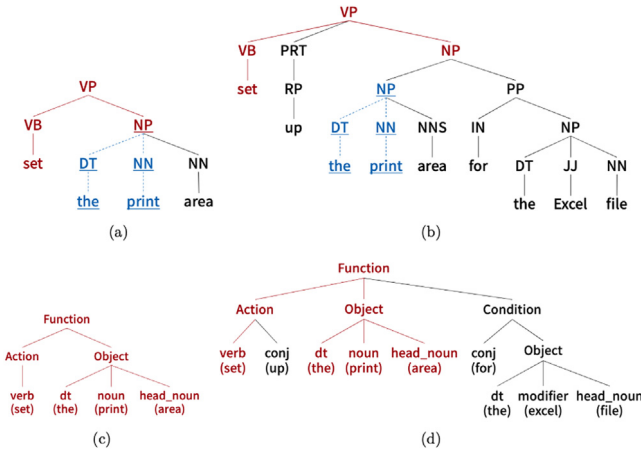 VP
VB NP
set DT NN NN
the print area
(a)
VP
VB PRT NP
set RP NP PP
up DT NN NNS IN NP
the print area for DT JJ NN
the Excel file
(b)
Function
Action Object
verb dt noun head_noun
(set) (the) (print) (area)
(c)
Function
Action Object Condition
verb conj dt noun head_noun conj Object
(set) (up) (the) (print) (area) (for)
dt modifier head_noun
(the) (excel) (file)
(d)